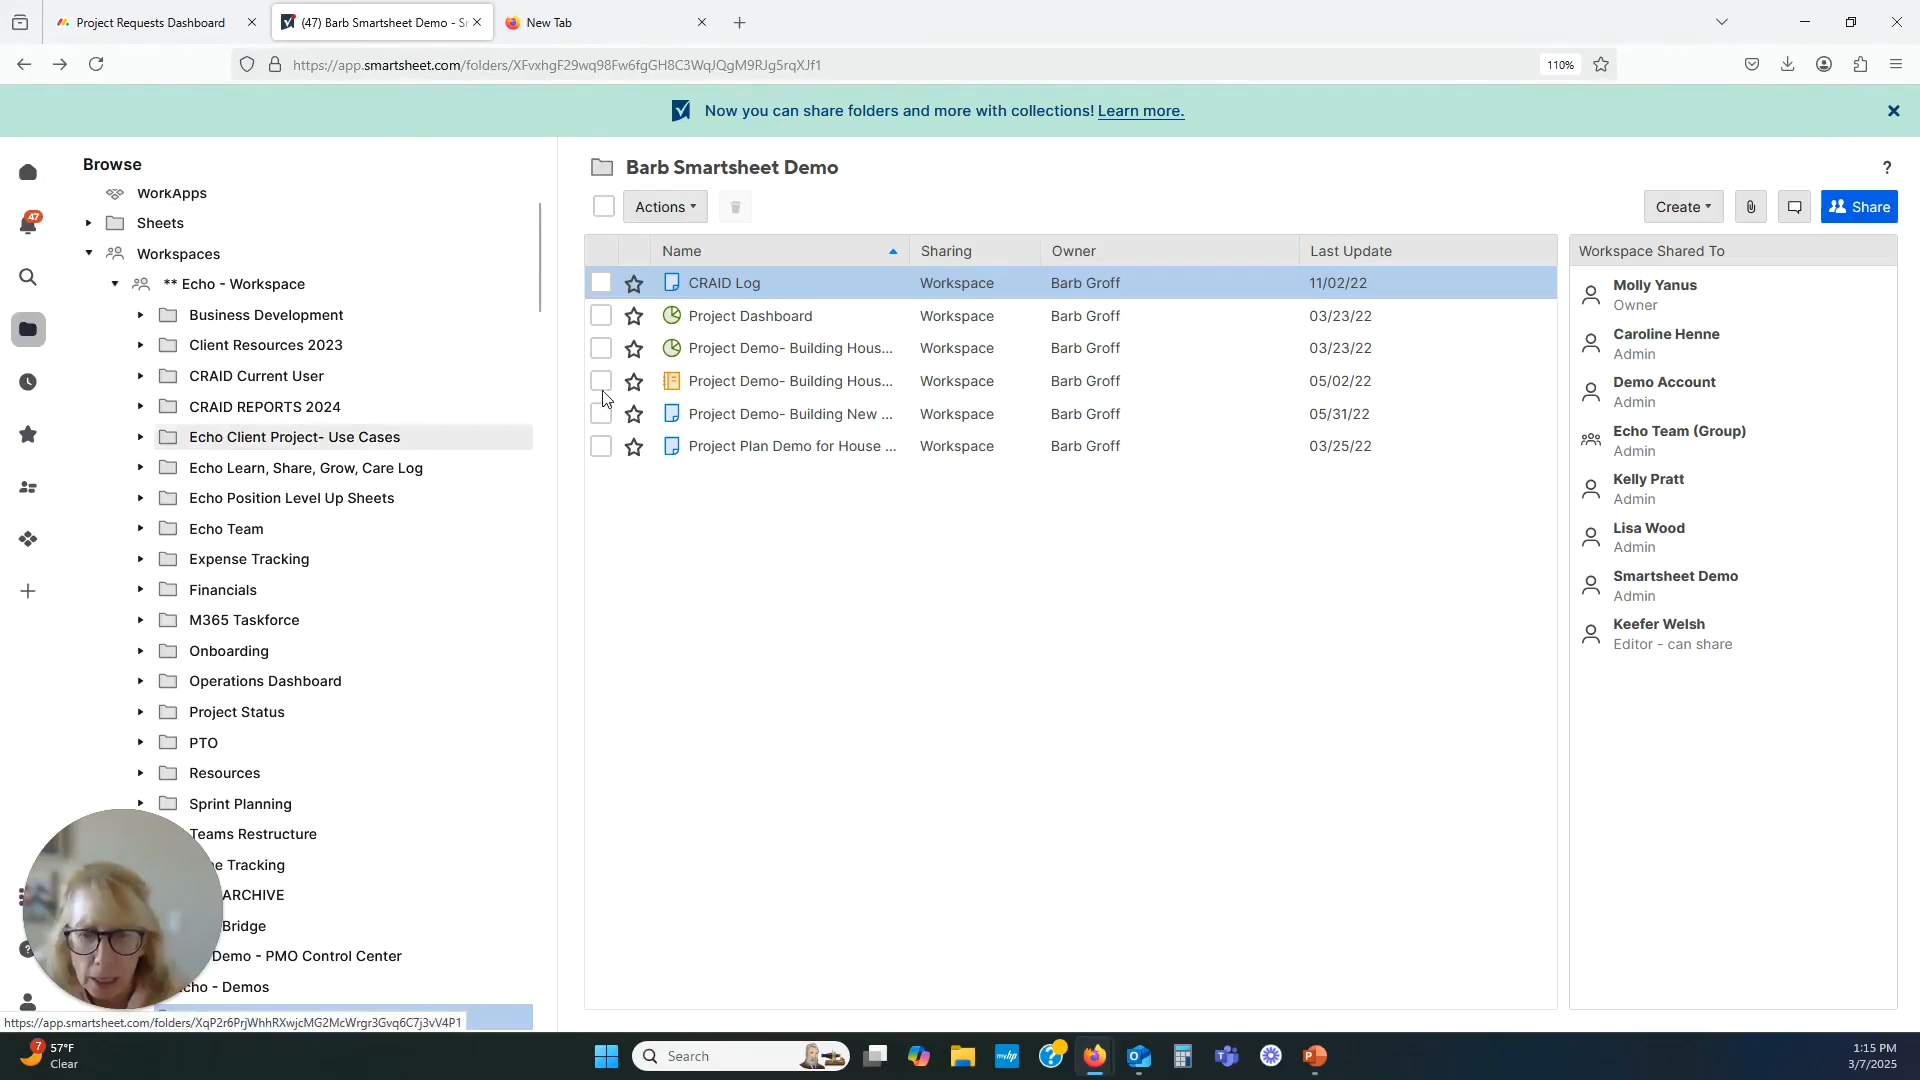 Project Requests Dashboard
(47) Barb Smartsheet Demo - S
New Tab
https://app.smartsheet.com/folders/XFvxhgF29wq98Fw6fgGH8C3WqJQgM9RJg5rqXJf1
110%
Now you can share folders and more with collections! Learn more.
Browse
WorkApps
Sheets
Workspaces
** Echo - Workspace
Business Development
Client Resources 2023
CRAID Current User
CRAID REPORTS 2024
Echo Client Project- Use Cases
Echo Learn, Share, Grow, Care Log
Echo Position Level Up Sheets
Echo Team
Expense Tracking
Financials
M365 Taskforce
Onboarding
Operations Dashboard
Project Status
PTO
Resources
Sprint Planning
Teams Restructure
Tracking
ARCHIVE
Bridge
Demo - PMO Control Center
- Demos
https://app.smartsheet.com/folders/XqP2r6PrjWhhRXwjcMG2McWrgr3Gvq6C7j3vV4P1
47
Barb Smartsheet Demo
?
Actions
Create
Share
Name Sharing Owner Last Update
CRAID Log Workspace Barb Groff 11/02/22
Project Dashboard Workspace Barb Groff 03/23/22
Project Demo- Building Hous... Workspace Barb Groff 03/23/22
Project Demo- Building Hous... Workspace Barb Groff 05/02/22
Project Demo- Building New ... Workspace Barb Groff 05/31/22
Project Plan Demo for House ... Workspace Barb Groff 03/25/22
Workspace Shared To
Molly Yanus
Owner
Caroline Henne
Admin
Demo Account
Admin
Echo Team (Group)
Admin
Kelly Pratt
Admin
Lisa Wood
Admin
Smartsheet Demo
Admin
Keefer Welsh
Editor - can share
7
57°F
Clear
Search
myhp
1:15 PM
3/7/2025